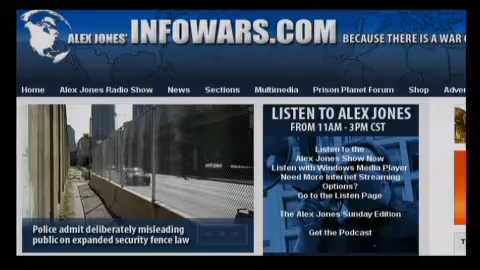 ALEX JONES' INFOWARS.COM BECAUSE THERE IS A WAR
Home Alex Jones Radio Show News Sections Multimedia Prison Planet Forum Shop Adver
LISTEN TO ALEX JONES
FROM 11AM - 3PM CST
Listen to the
Alex Jones Show Now
Listen with Windows Media Player
Need More Internet Streaming
Options?
Go to the Listen Page
The Alex Jones Sunday Edition
Get the Podcast
Police admit deliberately misleading
public on expanded security fence law